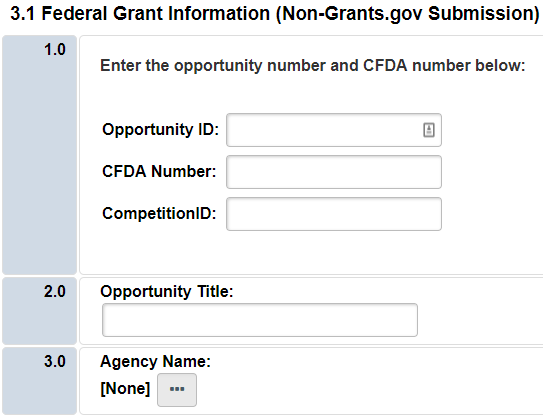 3.1 Federal Grant Information (Non-Grants.gov Submission)
1.0
Enter the opportunity number and CFDA number below:
Opportunity ID:
CFDA Number:
CompetitionID:
2.0 Opportunity Title:
3.0 Agency Name:
[None] ...